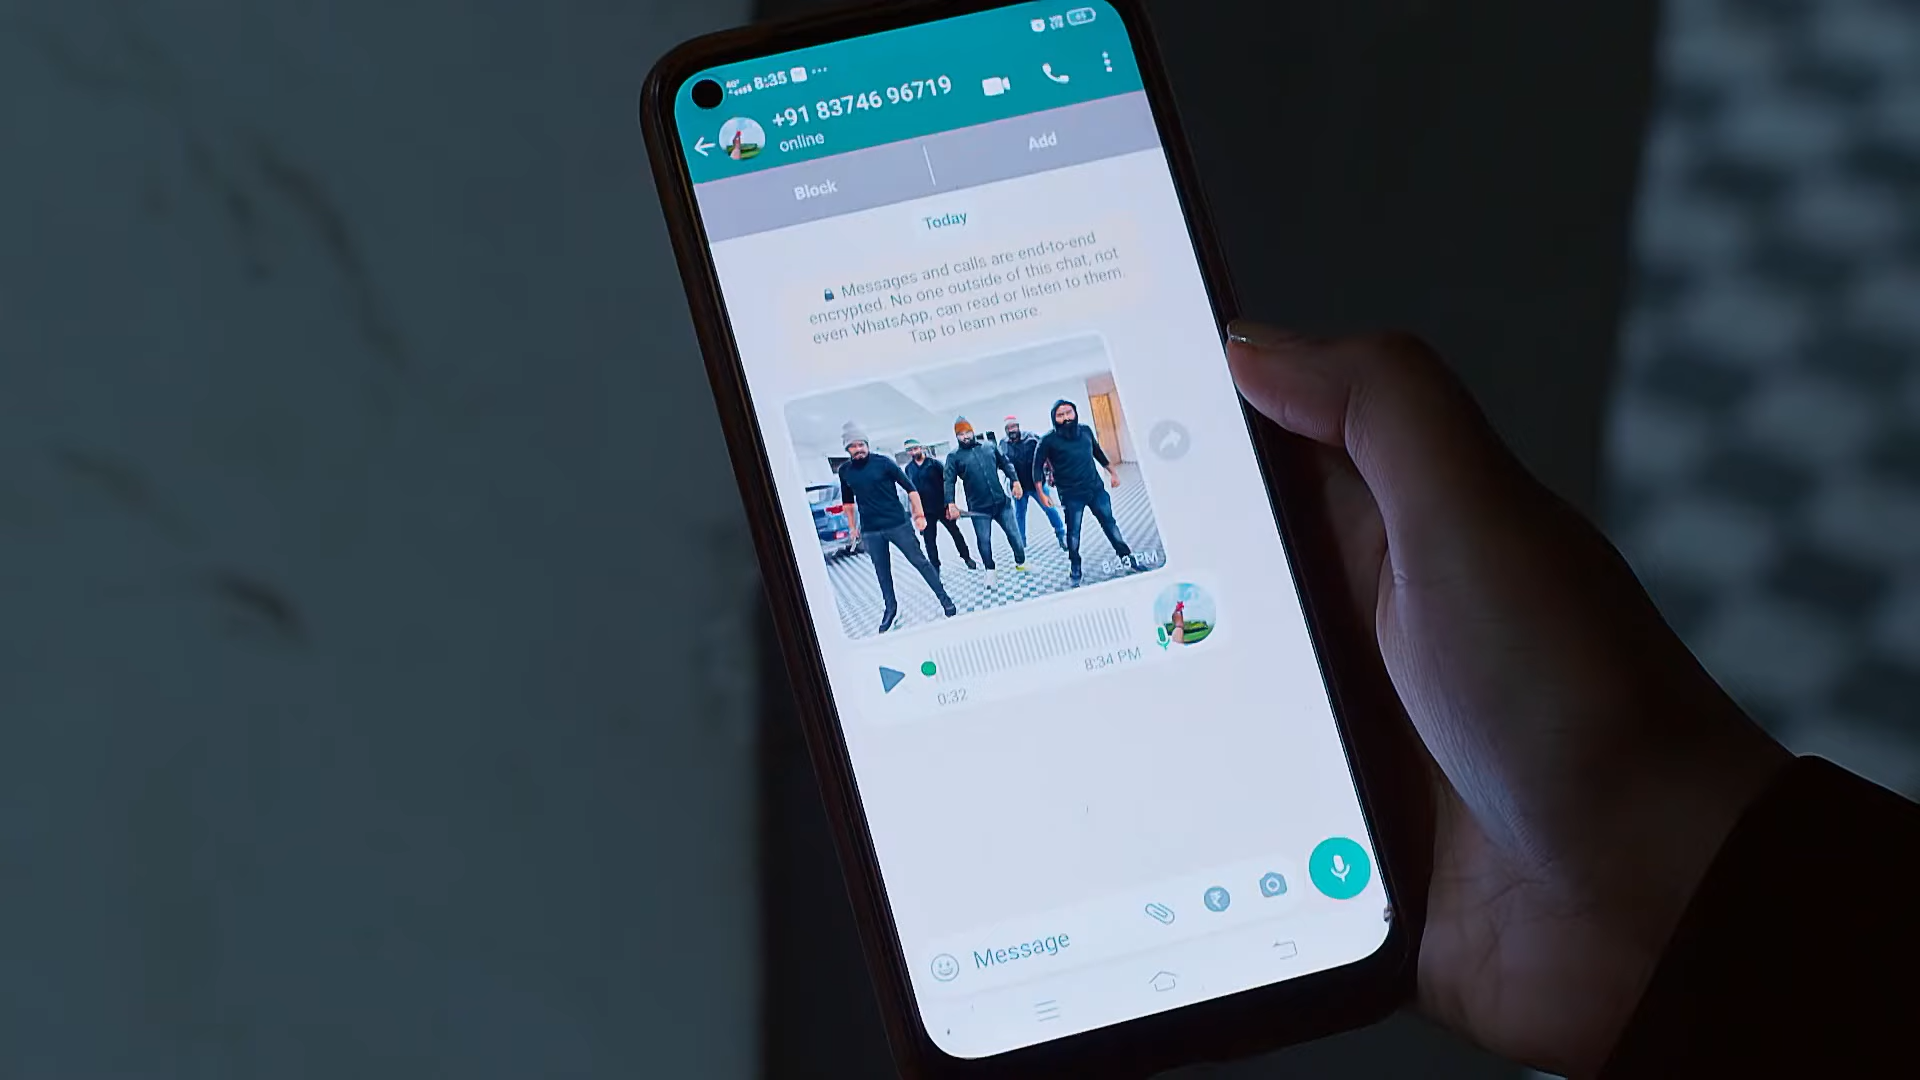 8:35
+91 83746 96719
online
Block
Add
Today
Messages and calls are end-to-end
encrypted. No one outside of this chat, not
even WhatsApp, can read or listen to them.
Tap to learn more.
8:33 PM
0:32
8:34 PM
Message